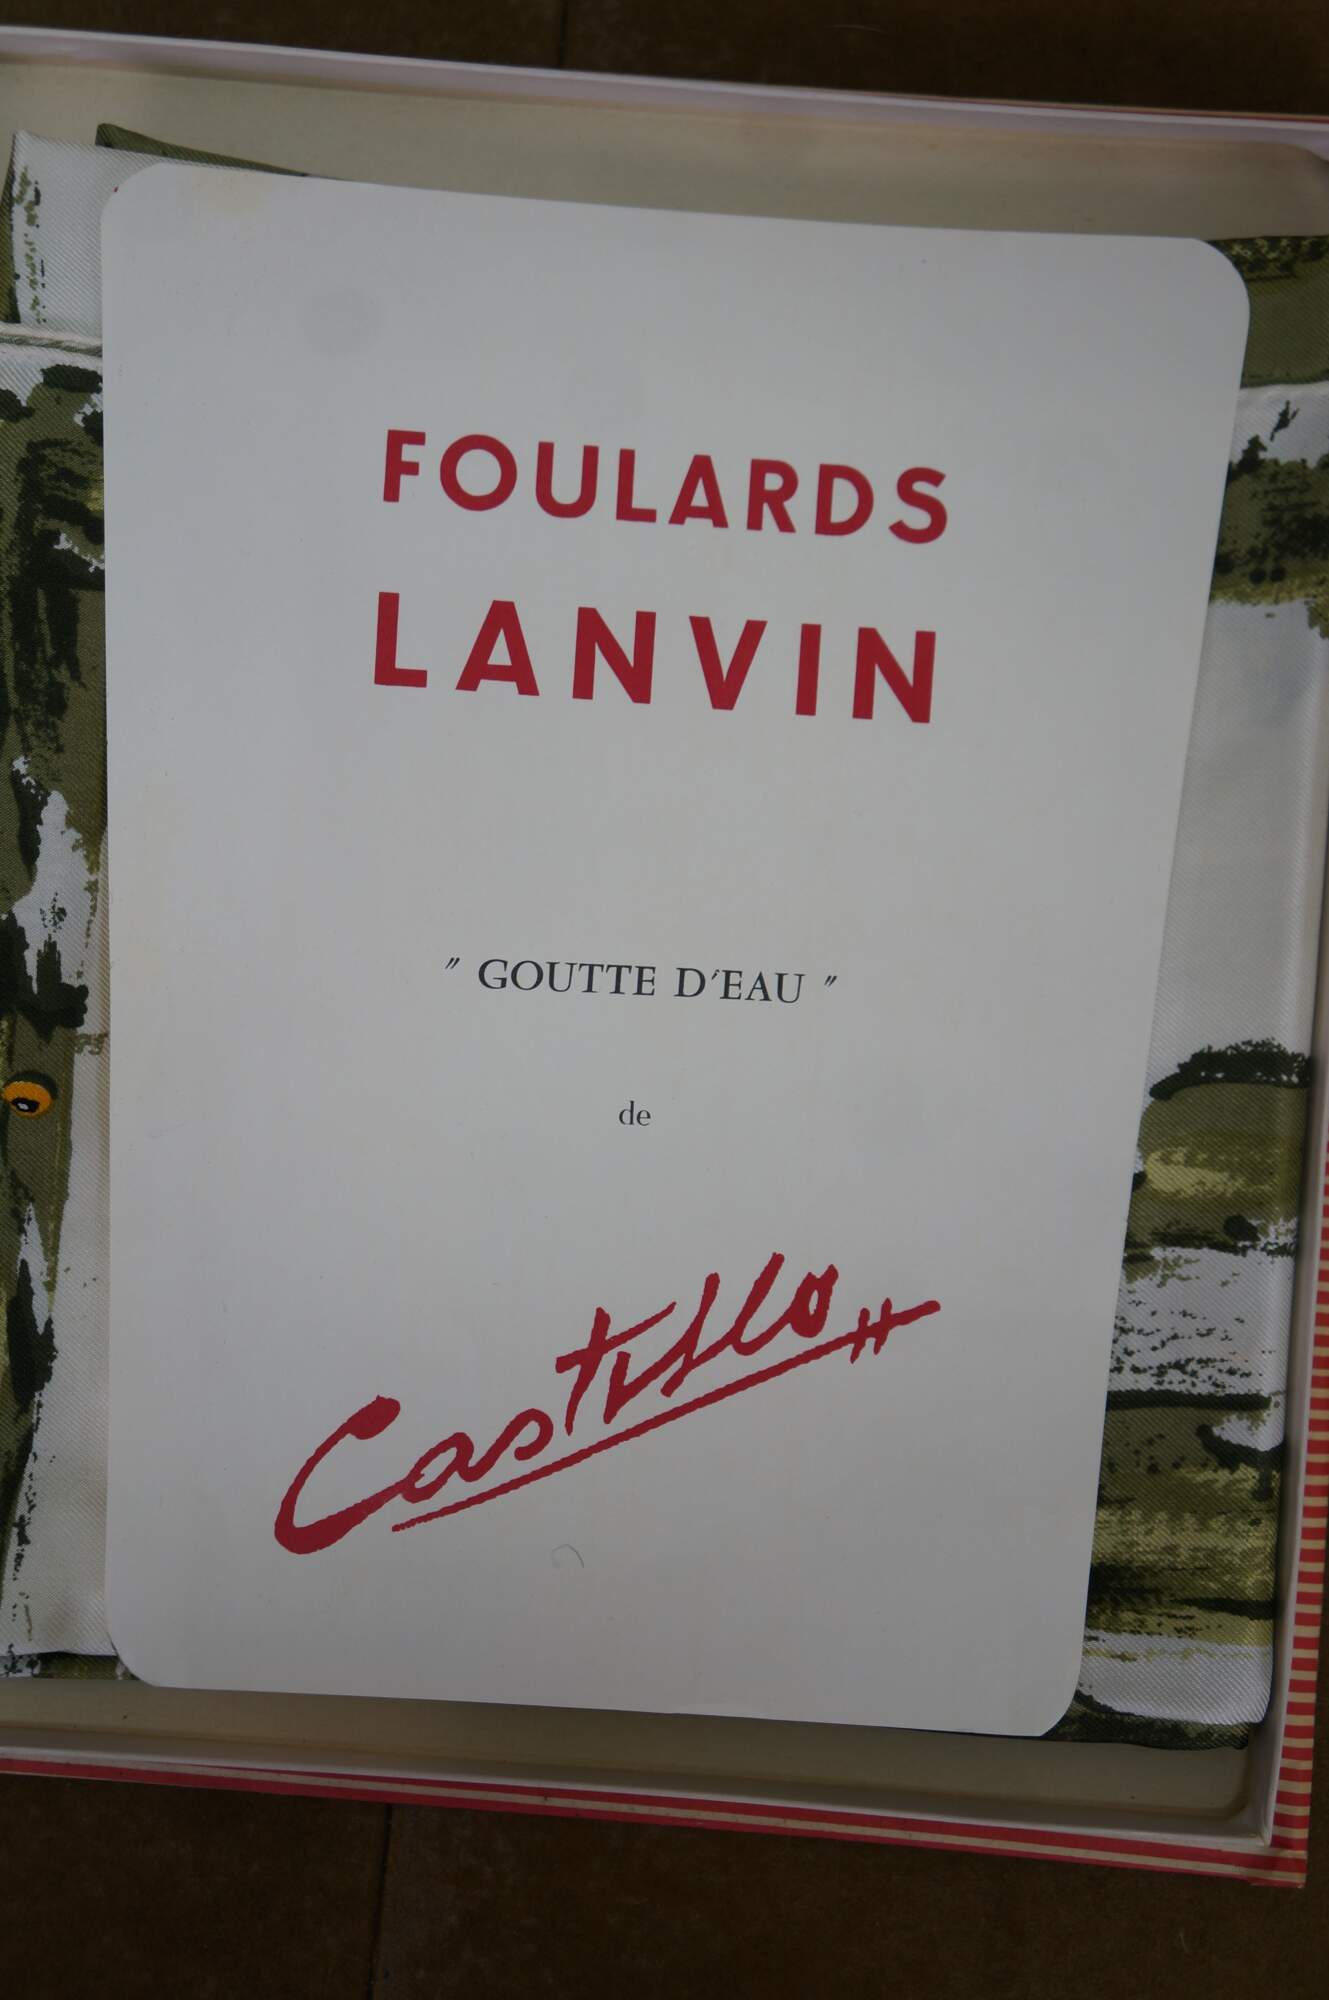 FOULARDS
LANVIN
" GOUTTE D'EAU "
de
Castillo